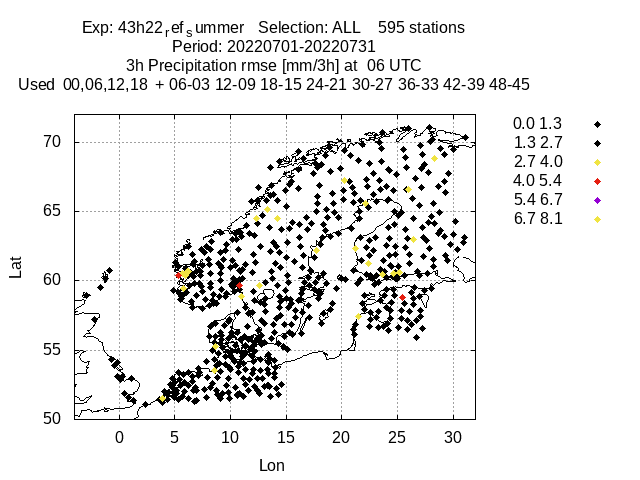 Exp: 43h22refsummer Selection: ALL 595 stations
Period: 20220701-20220731
3h Precipitation rmse [mm/3h] at 06 UTC
Used 00,06,12,18 + 06-03 12-09 18-15 24-21 30-27 36-33 42-39 48-45
0.0 1.3
1.3 2.7
2.7 4.0
4.0 5.4
5.4 6.7
6.7 8.1
70
65
60
55
50
Lat
0 5 10 15 20 25 30
Lon